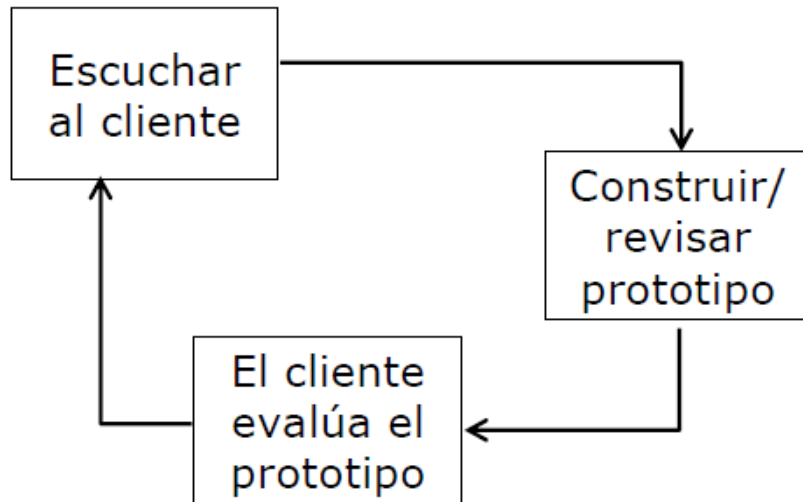 Escuchar
al cliente
Construir/
revisar
prototipo
El cliente
evalúa el
prototipo